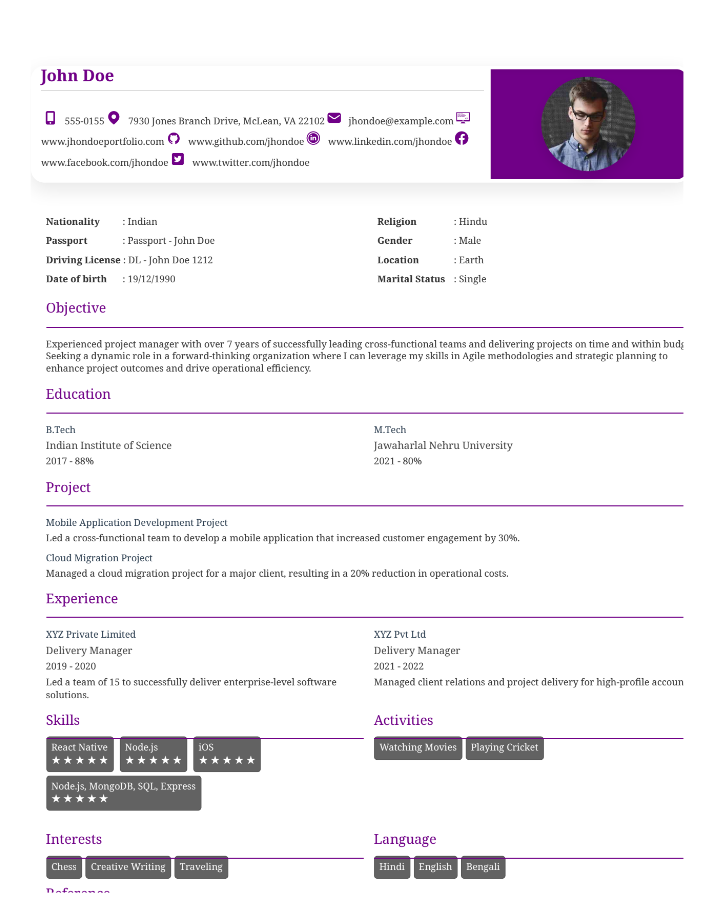 John Doe
555-0155 7930 Jones Branch Drive, McLean, VA 22102 jhondoe@example.com
www.jhondoeportfolio.com www.github.com/jhondoe www.linkedin.com/jhondoe
www.facebook.com/jhondoe www.twitter.com/jhondoe
Nationality : Indian
Religion : Hindu
Passport : Passport - John Doe
Gender : Male
Driving License : DL - John Doe 1212
Location : Earth
Date of birth : 19/12/1990
Marital Status : Single
Objective
Experienced project manager with over 7 years of successfully leading cross-functional teams and delivering projects on time and within budg
Seeking a dynamic role in a forward-thinking organization where I can leverage my skills in Agile methodologies and strategic planning to
enhance project outcomes and drive operational efficiency.
Education
B.Tech
Indian Institute of Science
2017 - 88%
M.Tech
Jawaharlal Nehru University
2021 - 80%
Project
Mobile Application Development Project
Led a cross-functional team to develop a mobile application that increased customer engagement by 30%.
Cloud Migration Project
Managed a cloud migration project for a major client, resulting in a 20% reduction in operational costs.
Experience
XYZ Private Limited
Delivery Manager
2019 - 2020
Led a team of 15 to successfully deliver enterprise-level software
solutions.
XYZ Pvt Ltd
Delivery Manager
2021 - 2022
Managed client relations and project delivery for high-profile accoun
Skills
React Native
★★★★★
Node.js
★★★★★
iOS
★★★★★
Node.js, MongoDB, SQL, Express
★★★★★
Activities
Watching Movies
Playing Cricket
Interests
Chess
Creative Writing
Traveling
Language
Hindi
English
Bengali